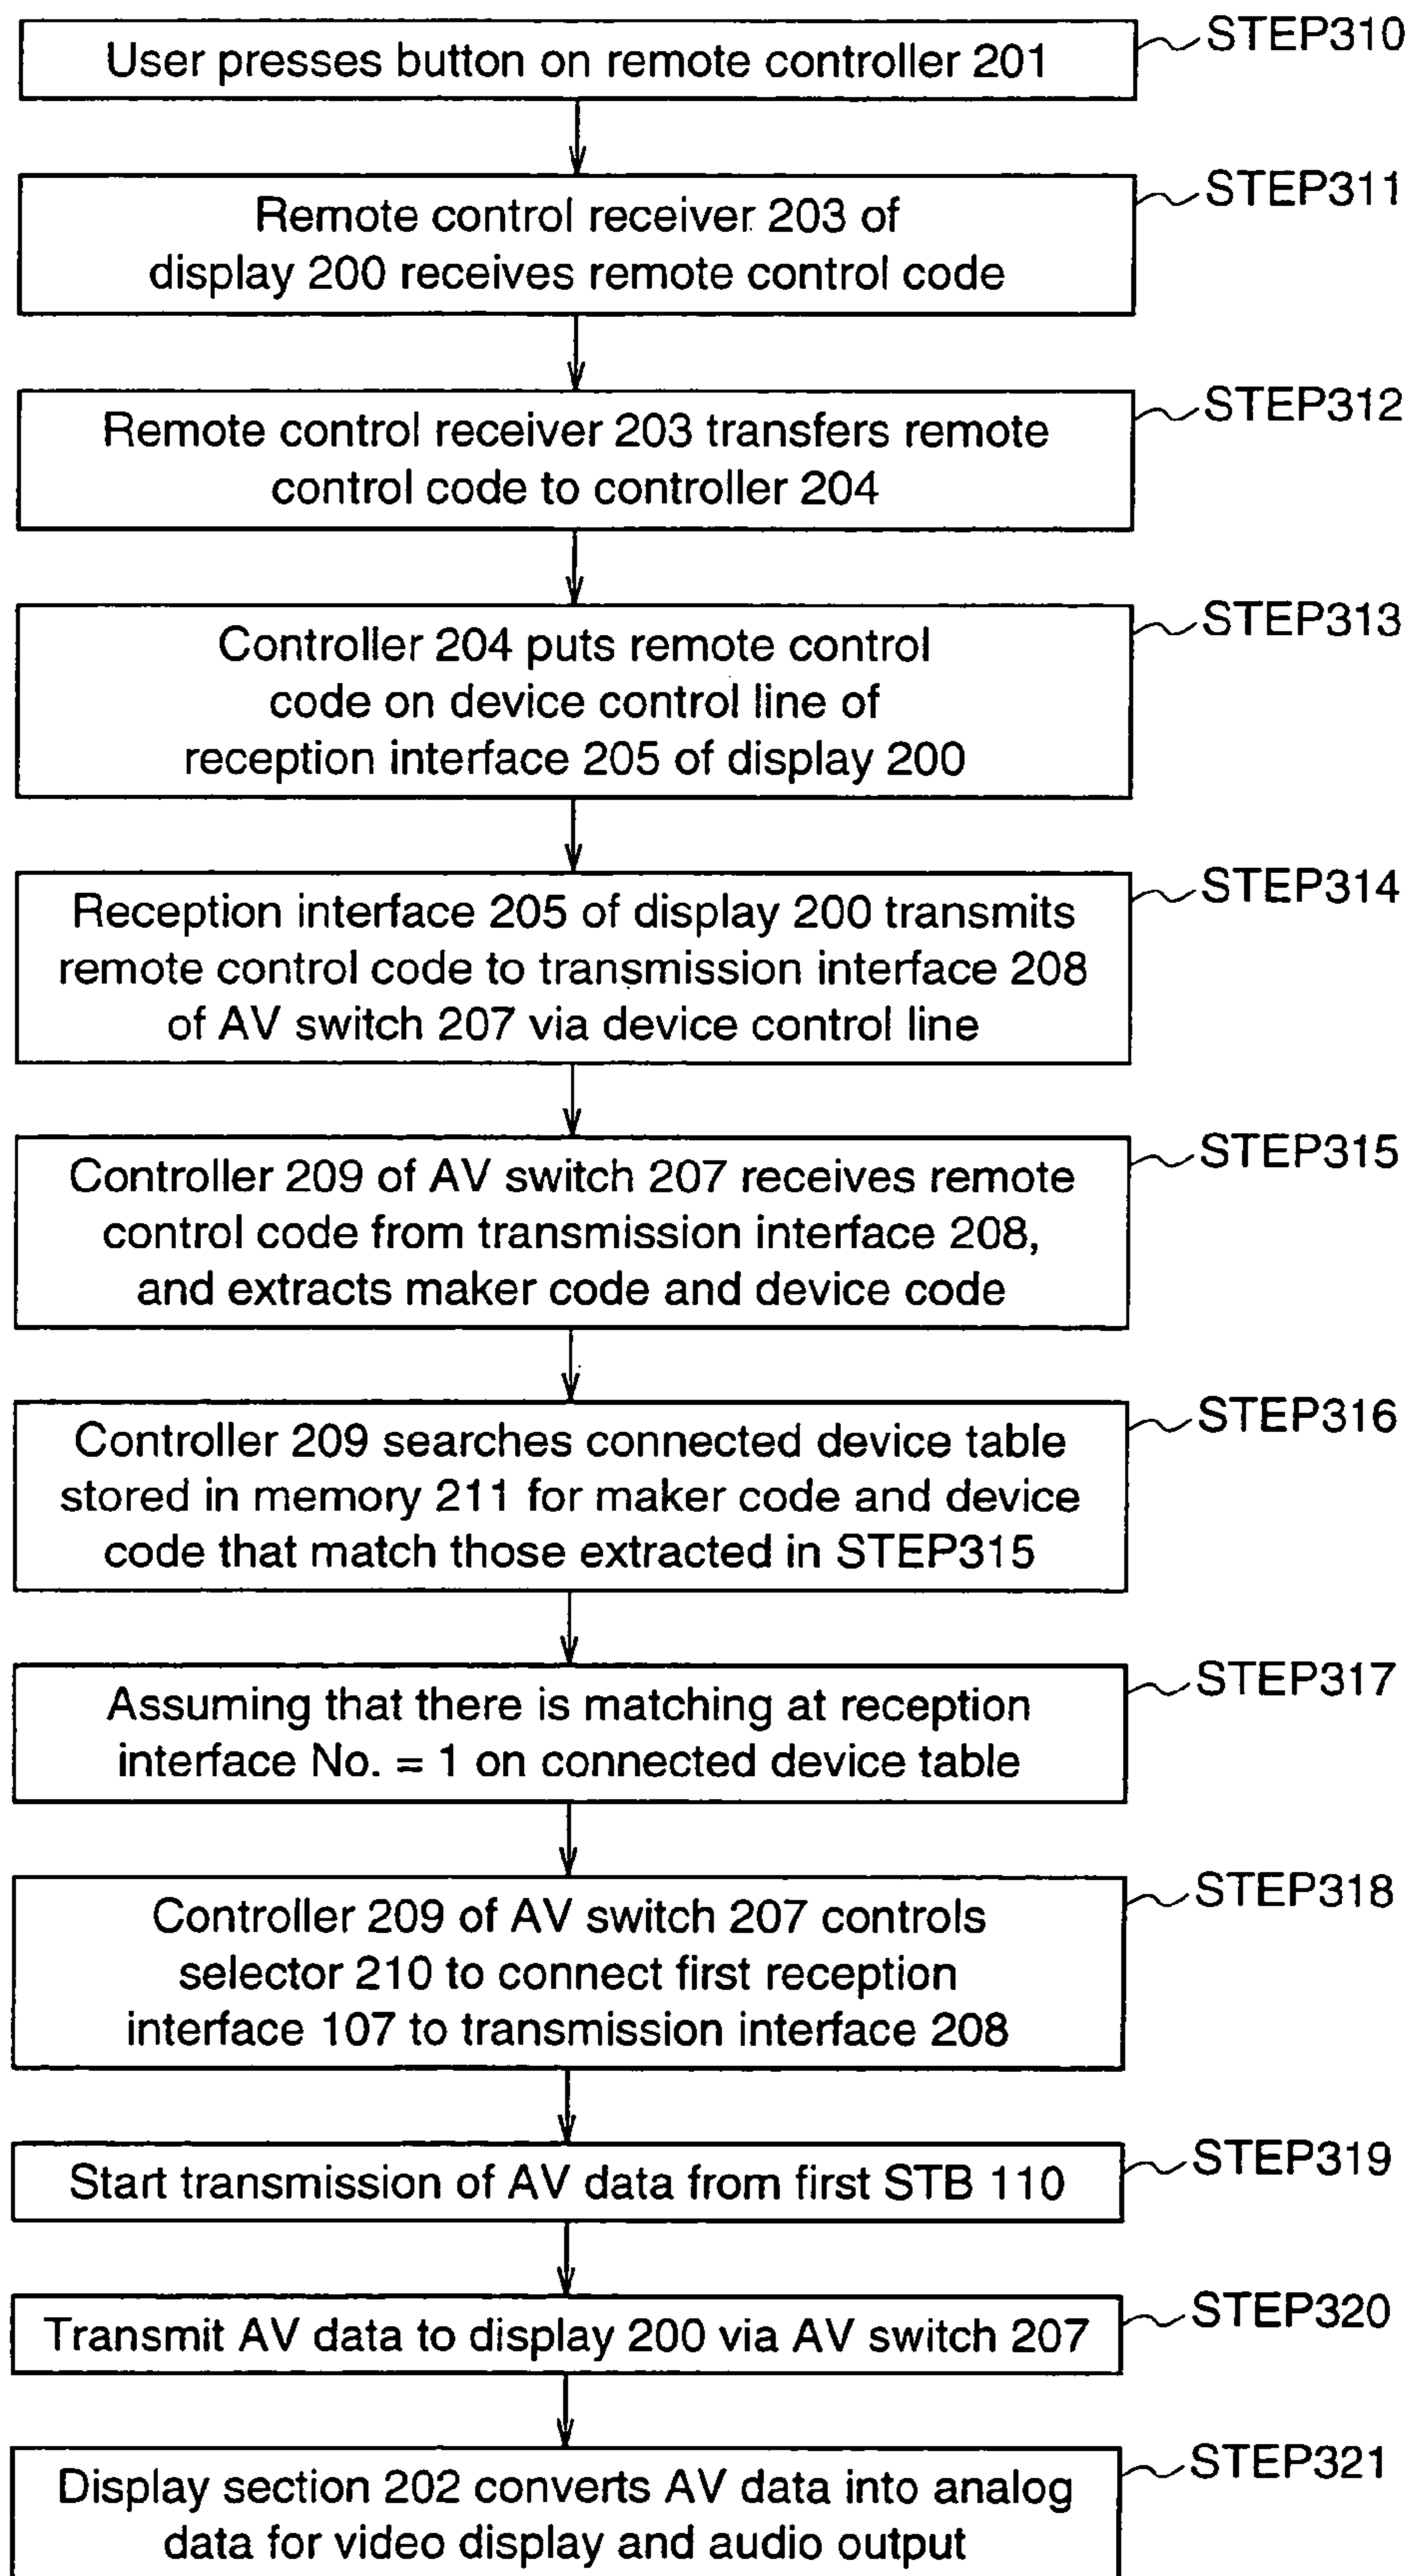 User presses button on remote controller 201
STEP310
Remote control receiver 203 of
display 200 receives remote control code
STEP311
Remote control receiver 203 transfers remote
control code to controller 204
STEP312
Controller 204 puts remote control
code on device control line of
reception interface 205 of display 200
STEP313
Reception interface 205 of display 200 transmits
remote control code to transmission interface 208
of AV switch 207 via device control line
STEP314
Controller 209 of AV switch 207 receives remote
control code from transmission interface 208,
and extracts maker code and device code
STEP315
Controller 209 searches connected device table
stored in memory 211 for maker code and device
code that match those extracted in STEP315
STEP316
Assuming that there is matching at reception
interface No. = 1 on connected device table
STEP317
Controller 209 of AV switch 207 controls
selector 210 to connect first reception
interface 107 to transmission interface 208
STEP318
Start transmission of AV data from first STB 110
STEP319
Transmit AV data to display 200 via AV switch 207
STEP320
Display section 202 converts AV data into analog
data for video display and audio output
STEP321